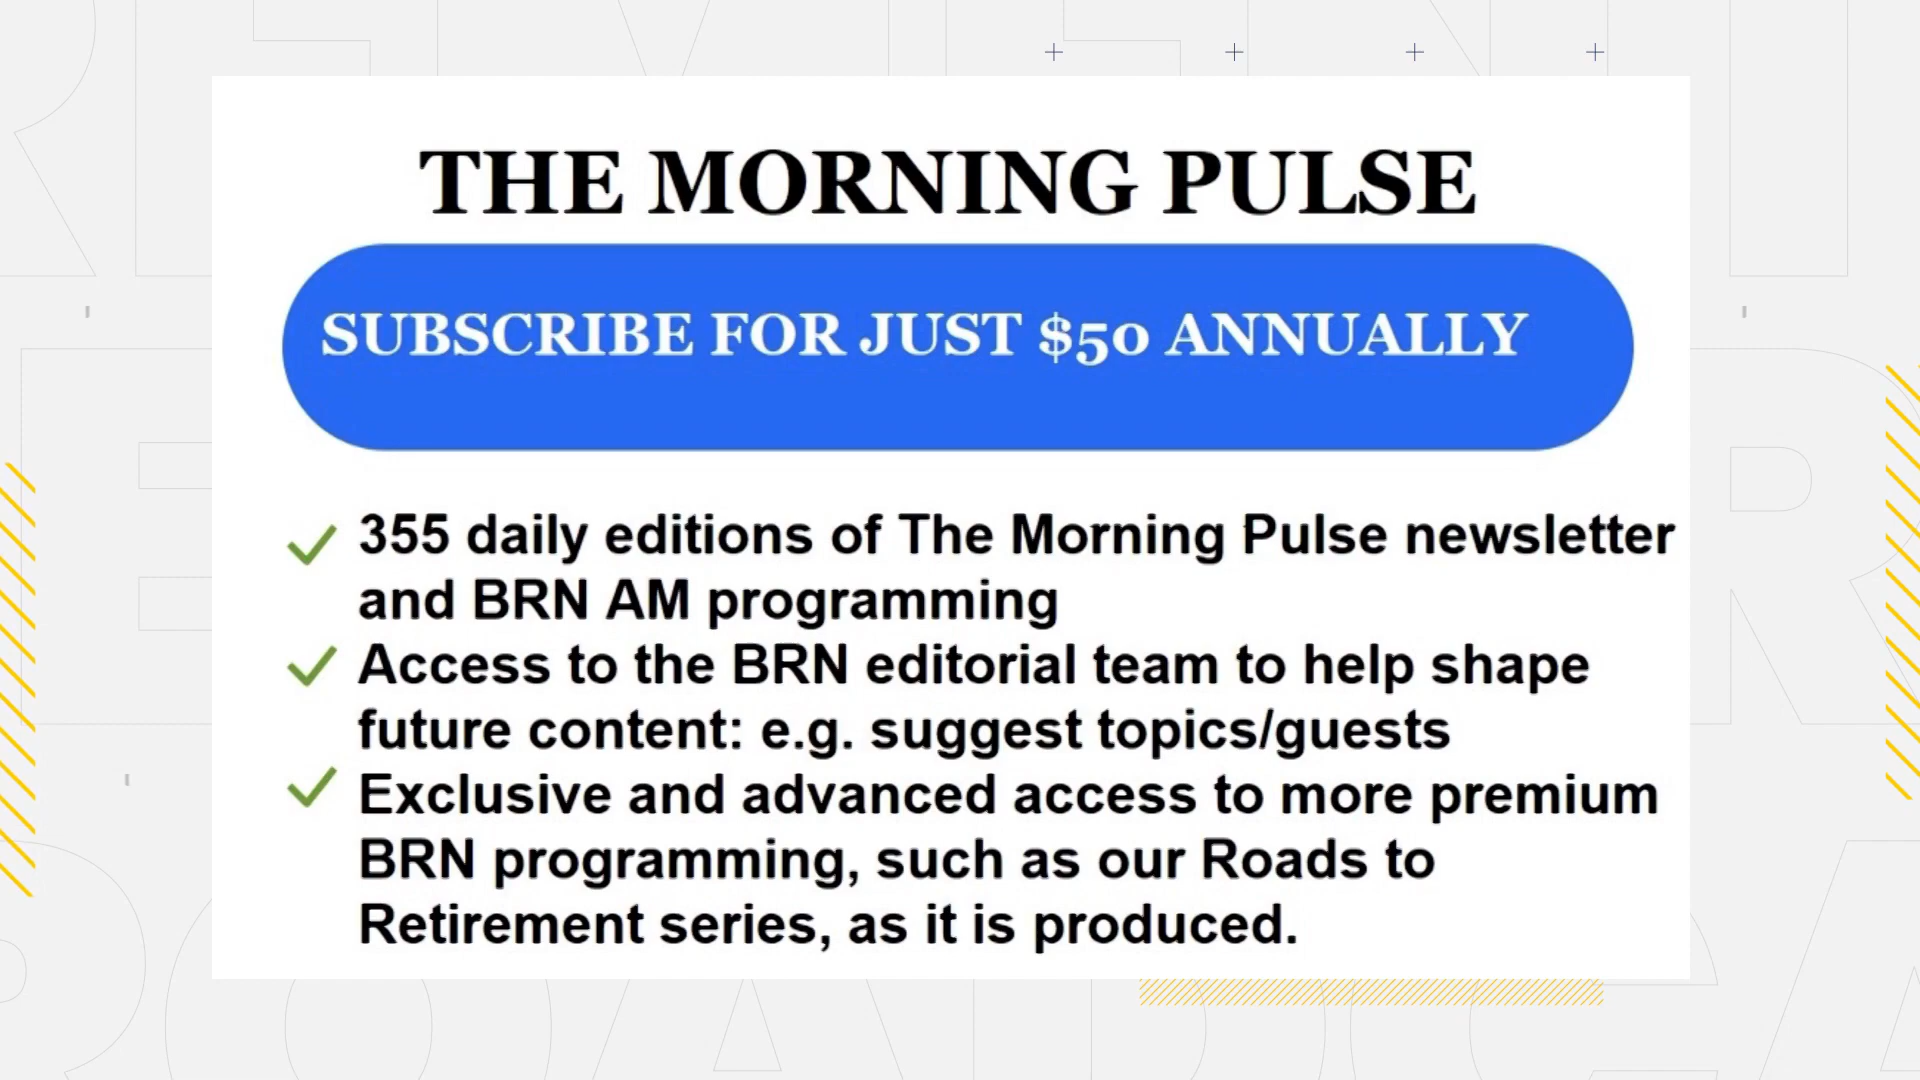 THE MORNING PULSE
SUBSCRIBE FOR JUST $50 ANNUALLY
355 daily editions of The Morning Pulse newsletter
and BRN AM programming
Access to the BRN editorial team to help shape
future content: e.g. suggest topics/guests
Exclusive and advanced access to more premium
BRN programming, such as our Roads to
Retirement series, as it is produced.